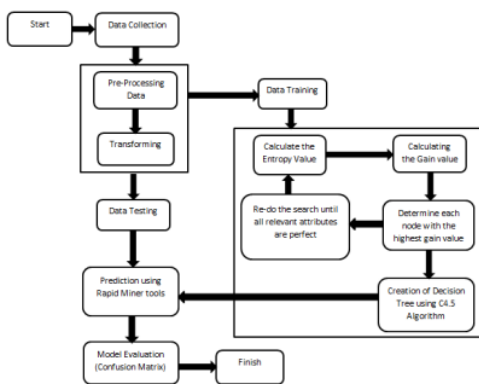 Start
Data Collection
Pre-Processing
Data
Transforming
Data Training
Calculate the
Entropy Value
Calculating
the Gain value
Re-do the search until
all relevant attributes
are perfect
Determine each
node with the
highest gain value
Creation of Decision
Tree using C4.5
Algorithm
Data Testing
Prediction using
Rapid Miner tools
Model Evaluation
(Confusion Matrix)
Finish